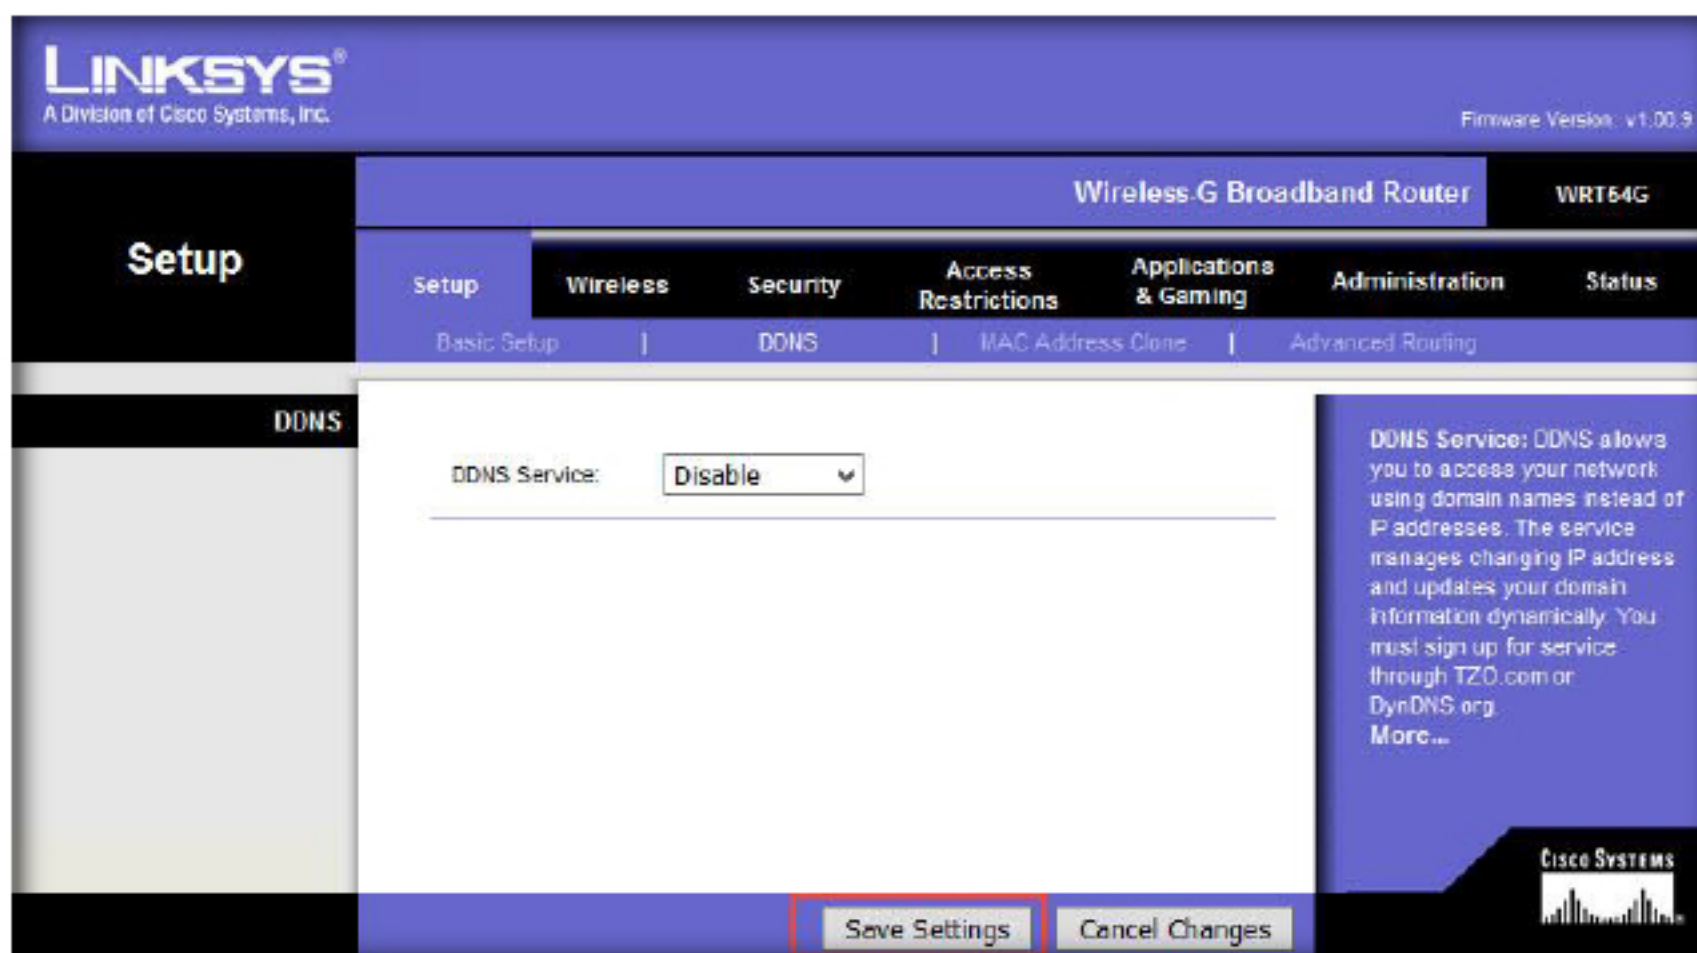 LINKSYS®
A Division of Cisco Systems, Inc.
Firmware Version: v1.00.9
Wireless-G Broadband Router
WRT54G
Setup
Setup
Wireless
Security
Access
Restrictions
Applications
& Gaming
Administration
Status
Basic Setup | DDNS | MAC Address Clone | Advanced Routing
DDNS
DDNS Service: Disable
DDNS Service: DDNS allows
you to access your network
using domain names instead of
IP addresses. The service
manages changing IP address
and updates your domain
information dynamically. You
must sign up for service
through TZO.com or
DynDNS.org.
More...
CISCO SYSTEMS
Save Settings
Cancel Changes